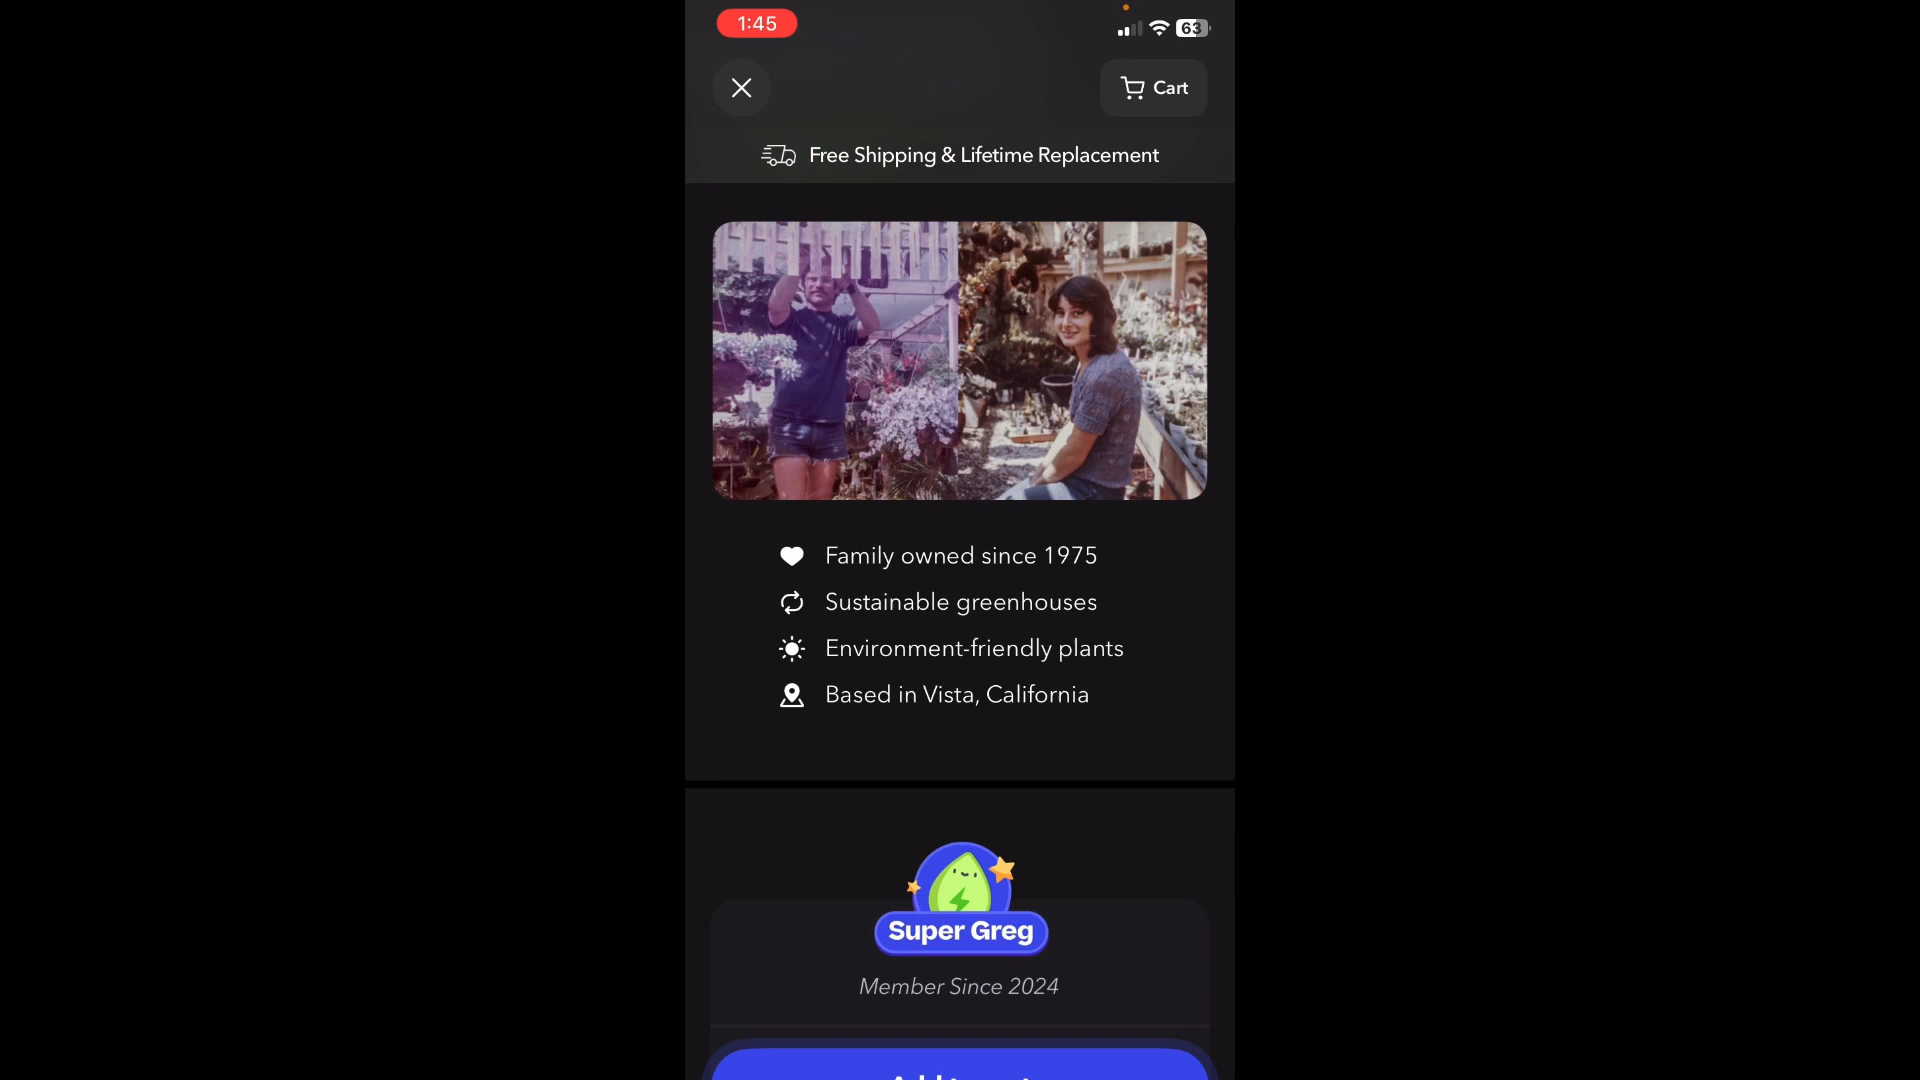 1:45
63
Cart
Free Shipping & Lifetime Replacement
Family owned since 1975
Sustainable greenhouses
Environment-friendly plants
Based in Vista, California
Super Greg
Member Since 2024